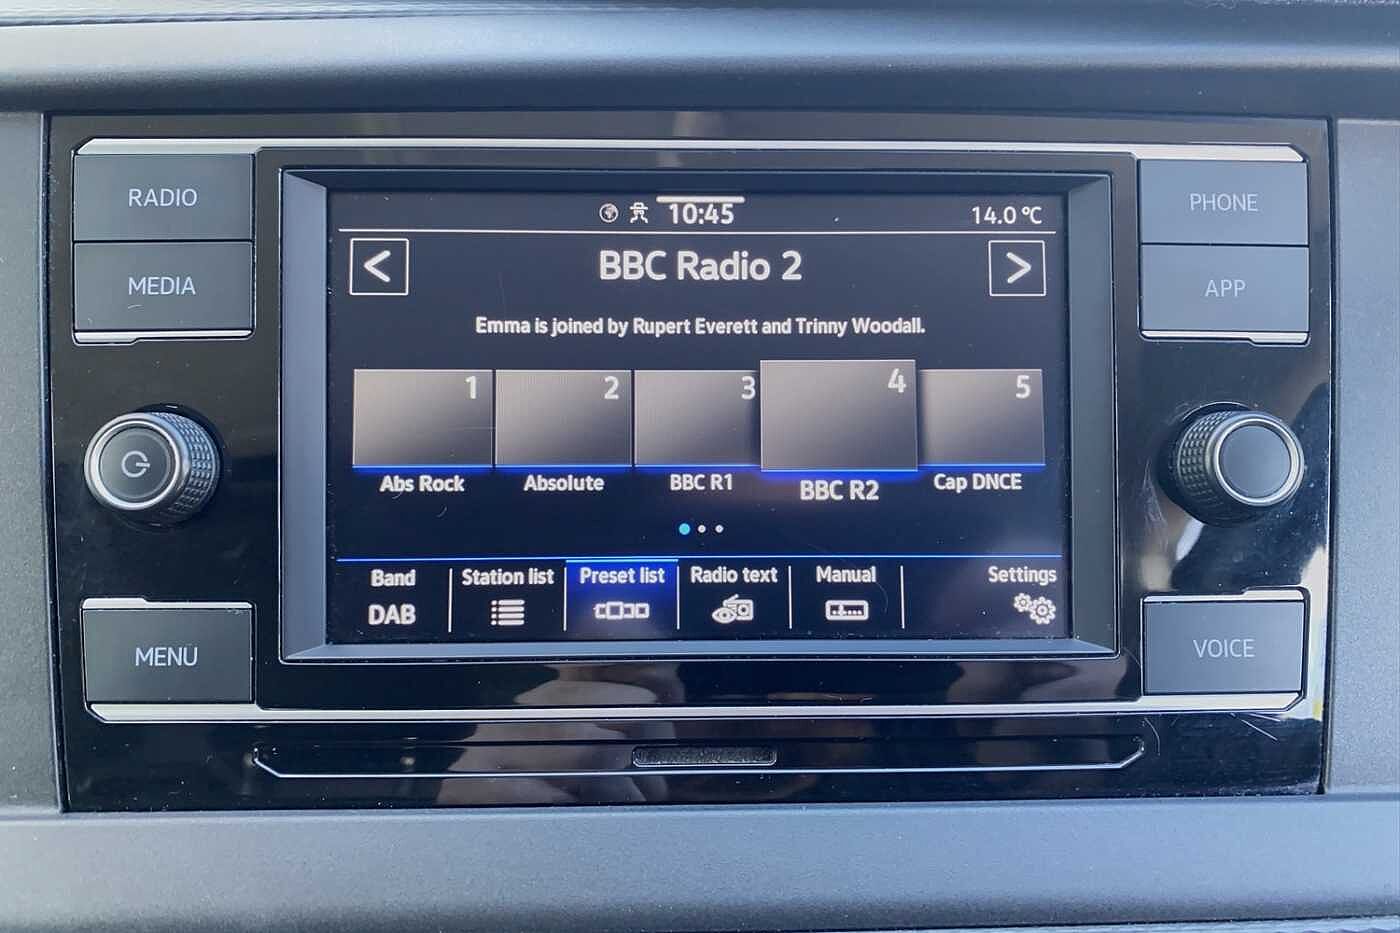 RADIO
MEDIA
MENU
10:45
14.0 °C
<
BBC Radio 2
>
Emma is joined by Rupert Everett and Trinny Woodall.
1 2 3 4 5
Abs Rock Absolute BBC R1 BBC R2 Cap DNCE
Band Station list Preset list Radio text Manual Settings
DAB
PHONE
APP
VOICE